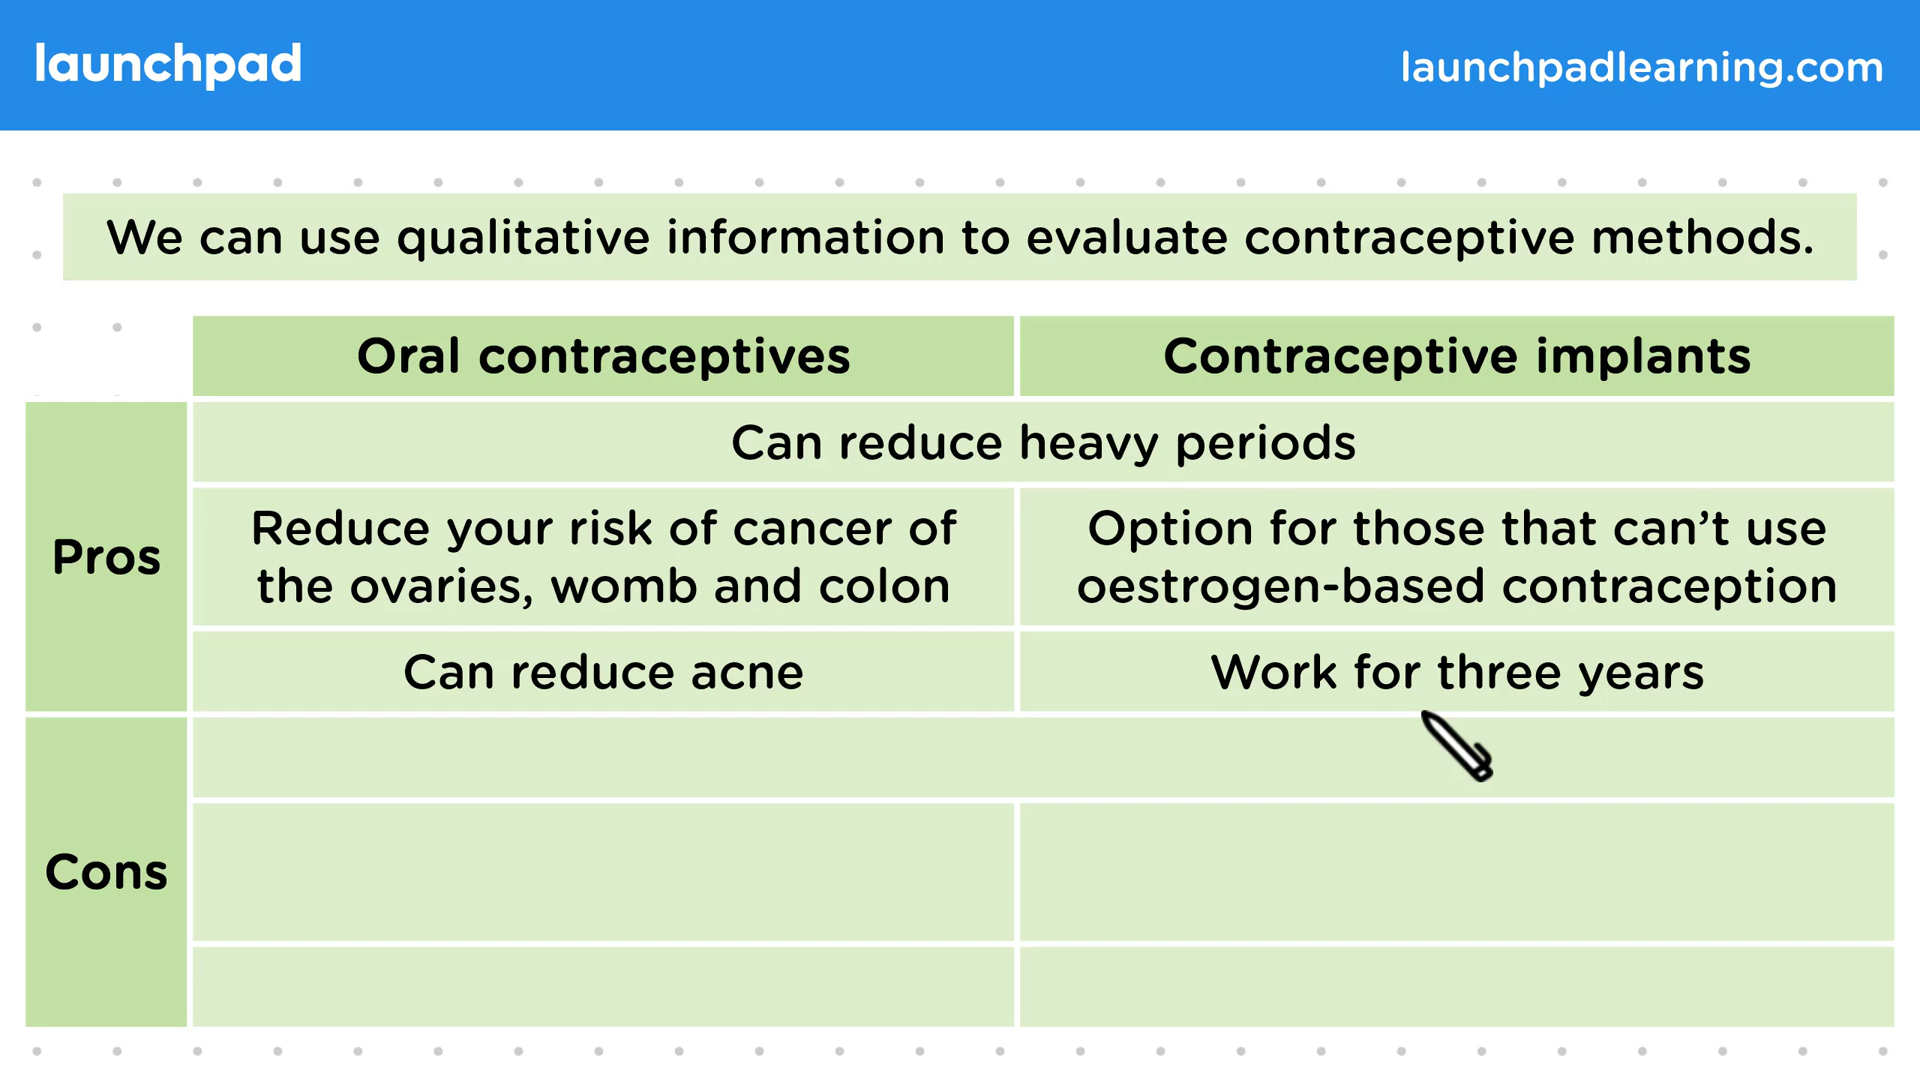 launchpad
launchpadlearning.com
We can use qualitative information to evaluate contraceptive methods.
Oral contraceptives
Contraceptive implants
Pros
Can reduce heavy periods
Reduce your risk of cancer of
the ovaries, womb and colon
Option for those that can’t use
oestrogen-based contraception
Can reduce acne
Work for three years
Cons